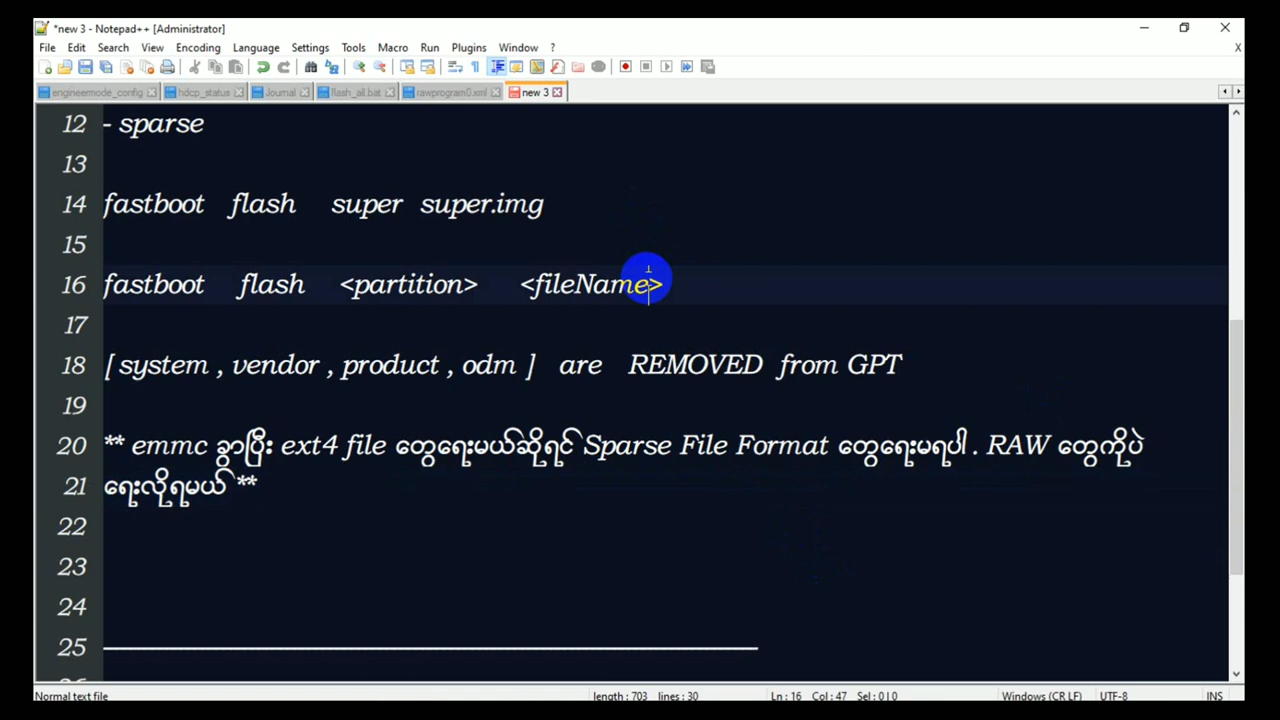 *new 3 - Notepad++ [Administrator]
File Edit Search View Encoding Language Settings Tools Macro Run Plugins Window ? X
engineemode_config hdcp_status Journal flash_all.bat rawprogram0.xml new 3
12 - sparse
13
14 fastboot flash super super.img
15
16 fastboot flash <partition> <fileName>
17
18 [ system , vendor , product , odm ] are REMOVED from GPT
19
20 ** emmc ခွာပြီး ext4 file တွေရေးမယ်ဆိုရင် Sparse File Format တွေရေးမရပါ . RAW တွေကိုပဲ
21 ရေးလို့ရမယ် **
22
23
24
25
Normal text file length : 703 lines : 30 Ln : 16 Col : 47 Sel : 0 | 0 Windows (CR LF) UTF-8 INS